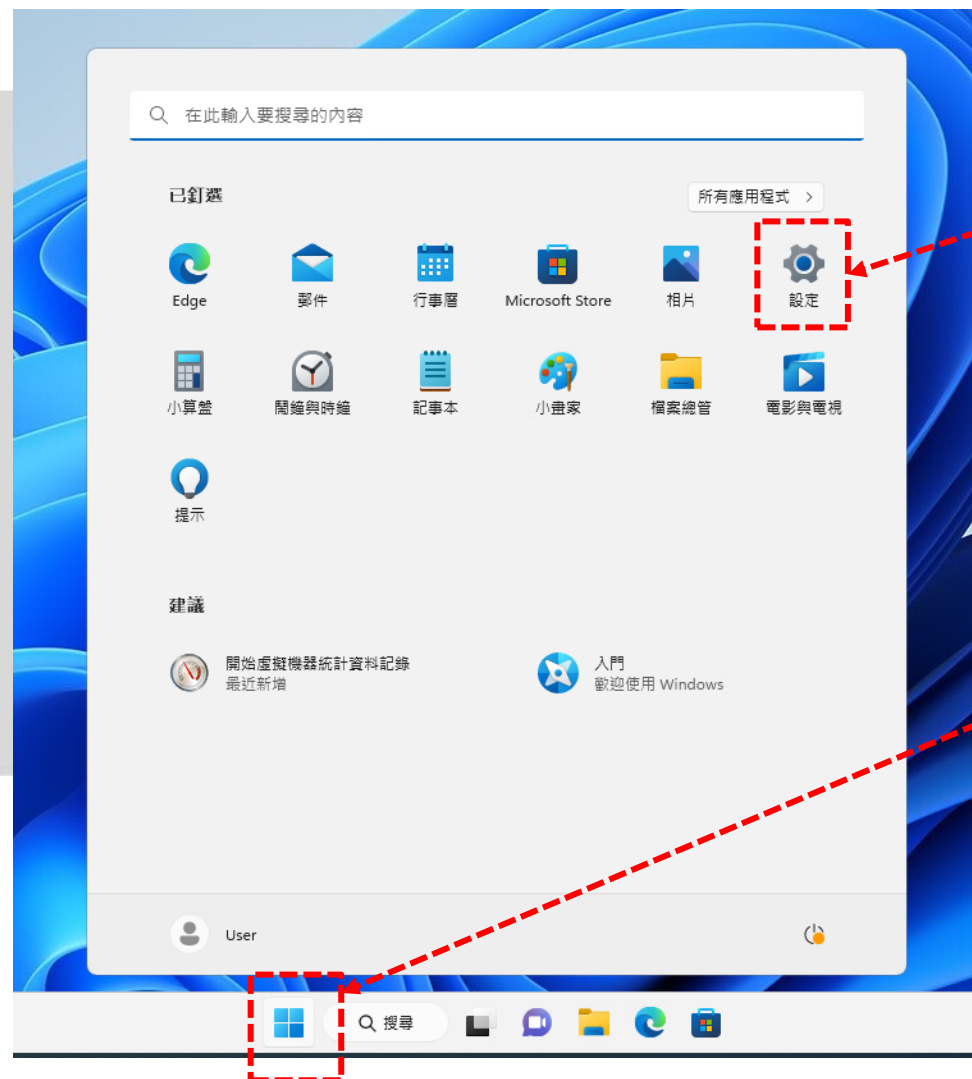 在此輸入要搜尋的內容
已釘選
所有應用程式 >
Edge
郵件
行事曆
Microsoft Store
相片
設定
小算盤
鬧鐘與時鐘
記事本
小畫家
檔案總管
電影與電視
提示
建議
開始虛擬機器統計資料記錄
最近新增
入門
歡迎使用 Windows
User
搜尋